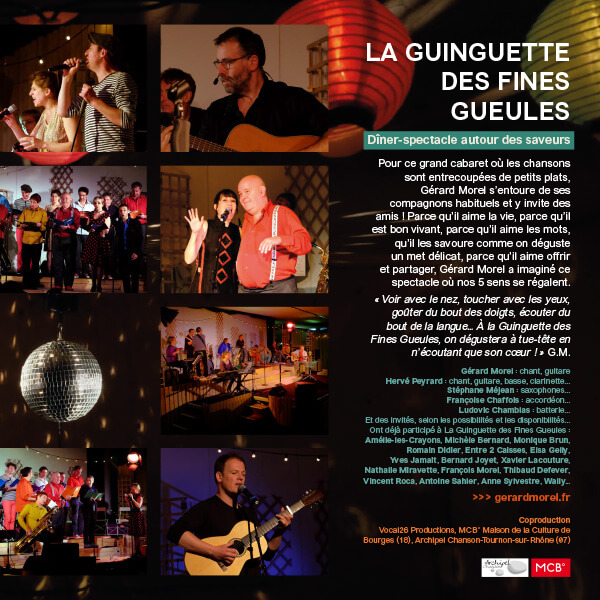 LA GUINGUETTE
DES FINES
GUEULES
Dîner-spectacle autour des saveurs
Pour ce grand cabaret où les chansons
sont entrecoupées de petits plats,
Gérard Morel s'entoure de ses
compagnons habituels et y invite des
amis ! Parce qu'il aime la vie, parce qu'il
est bon vivant, parce qu'il aime les mots,
qu'il les savoure comme on déguste
un met délicat, parce qu'il aime offrir
et partager, Gérard Morel a imaginé ce
spectacle où nos 5 sens se régalent.
« Voir avec le nez, toucher avec les yeux,
goûter du bout des doigts, écouter du
bout de la langue... À la Guinguette des
Fines Gueules, on dégustera à tue-tête en
n'écoutant que son cœur ! » G.M.
Gérard Morel : chant, guitare
Hervé Peyrard : chant, guitare, basse, clarinette...
Stéphane Méjean : saxophones...
Françoise Chaffois : accordéon...
Ludovic Chamblas : batterie...
Et des invités, selon les possibilités et les disponibilités...
Ont déjà participé à La Guinguette des Fines Gueules :
Amélie-les-Crayons, Michèle Bernard, Monique Brun,
Romain Didier, Entre 2 Caisses, Elsa Gelly,
Yves Jamait, Bernard Joyet, Xavier Lacouture,
Nathalie Miravette, François Morel, Thibaud Defever,
Vincent Roca, Antoine Sahler, Anne Sylvestre, Wally...
>>> gerardmorel.fr
Coproduction
Vocal26 Productions, MCB° Maison de la Culture de
Bourges (18), Archipel Chanson-Tournon-sur-Rhône (07)
Archipel
MCB°